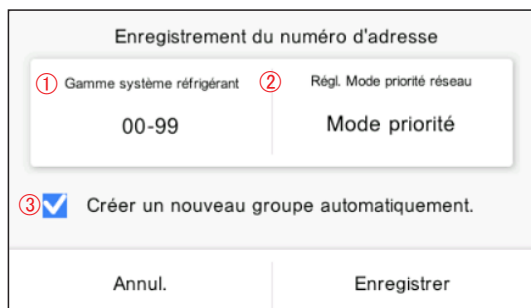 Enregistrement du numéro d'adresse
① Gamme système réfrigérant ② Régl. Mode priorité réseau
00-99 Mode priorité
③ Créer un nouveau groupe automatiquement.
Annul. Enregistrer